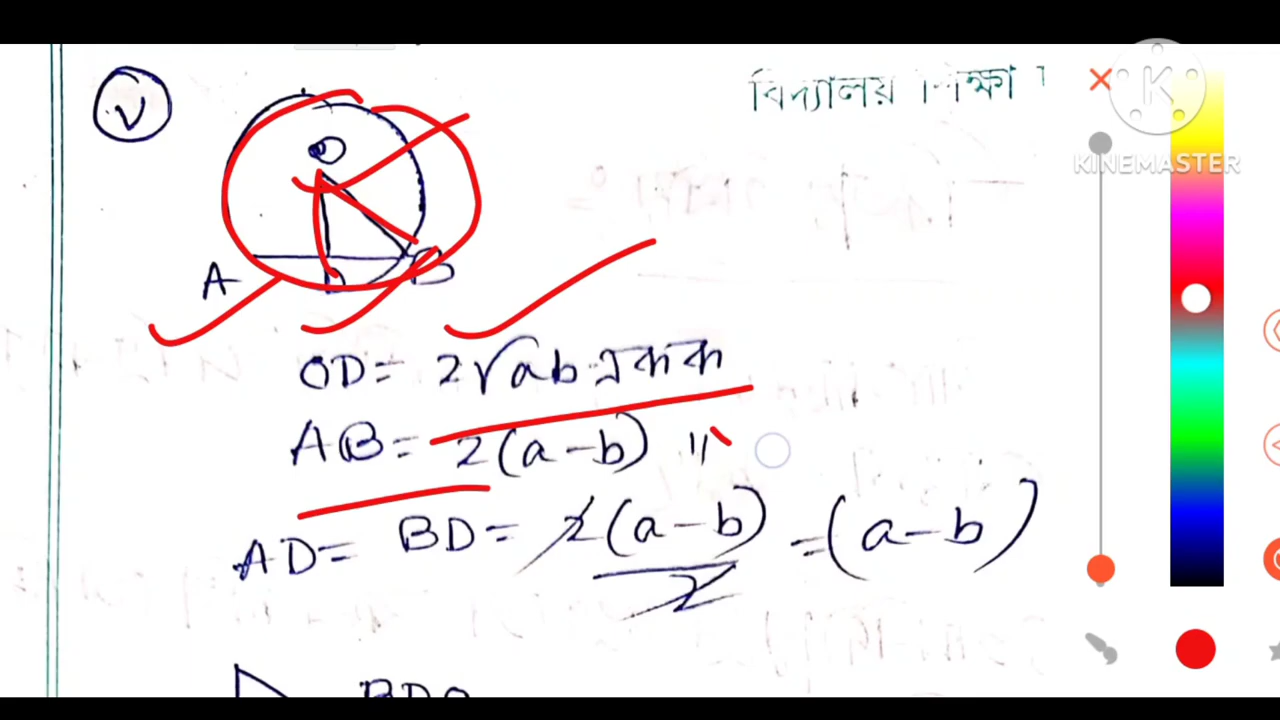 বিদ্যালয় শিক্ষা
KINEMASTER
V
O
A D B
OD = 2√ab একক
AB = 2(a-b) 〃
AD = BD = 2(a-b)/2 = (a-b)